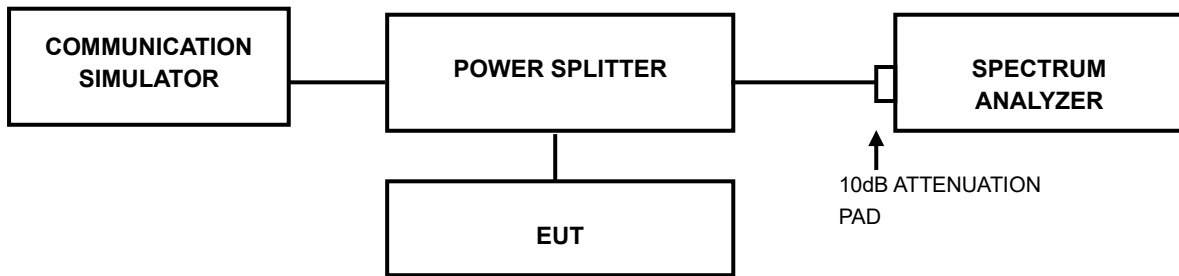 COMMUNICATION
SIMULATOR
POWER SPLITTER
SPECTRUM
ANALYZER
10dB ATTENUATION
PAD
EUT